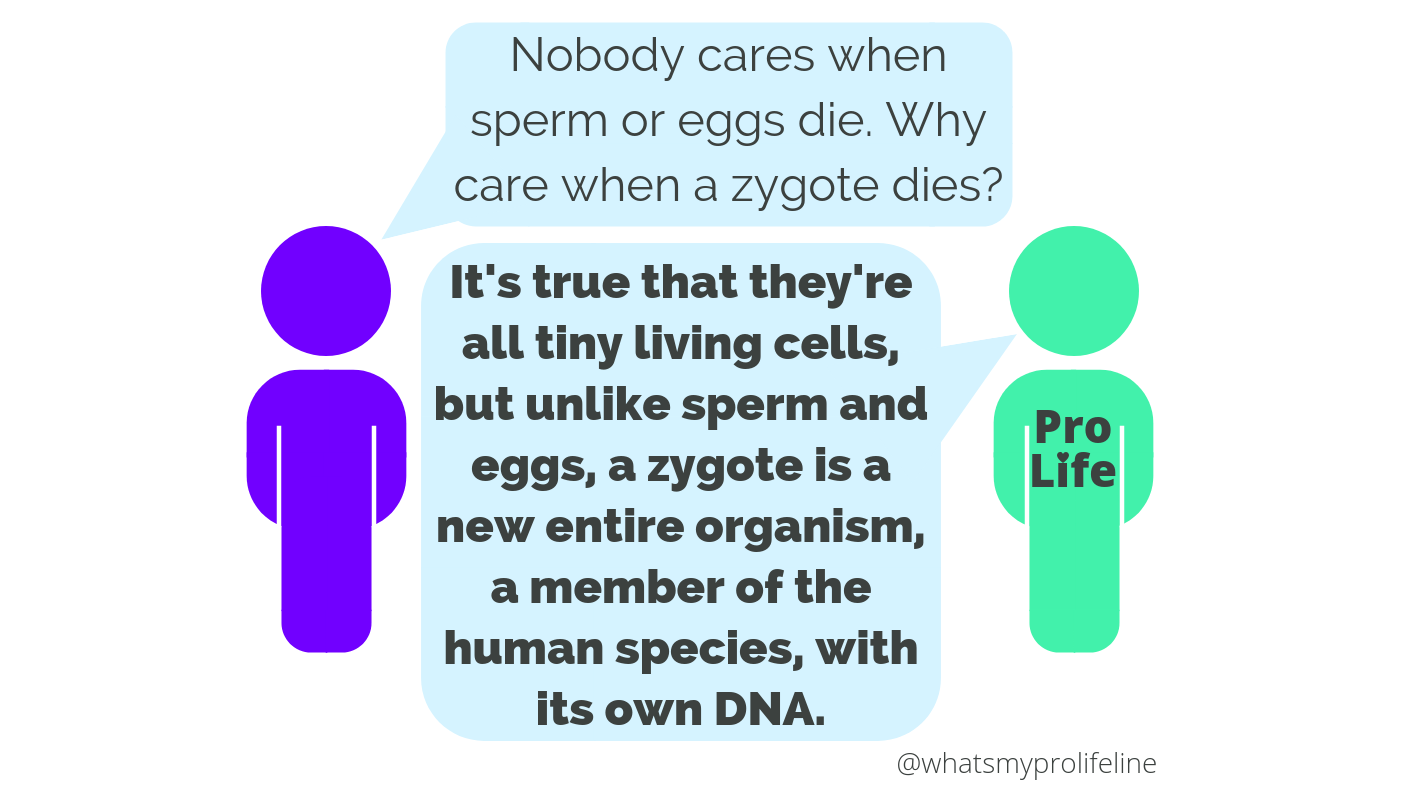 Nobody cares when
sperm or eggs die. Why
care when a zygote dies?
It's true that they're
all tiny living cells,
but unlike sperm and
eggs, a zygote is a
new entire organism,
a member of the
human species, with
its own DNA.
Pro
Life
@whatsmyprolifeline